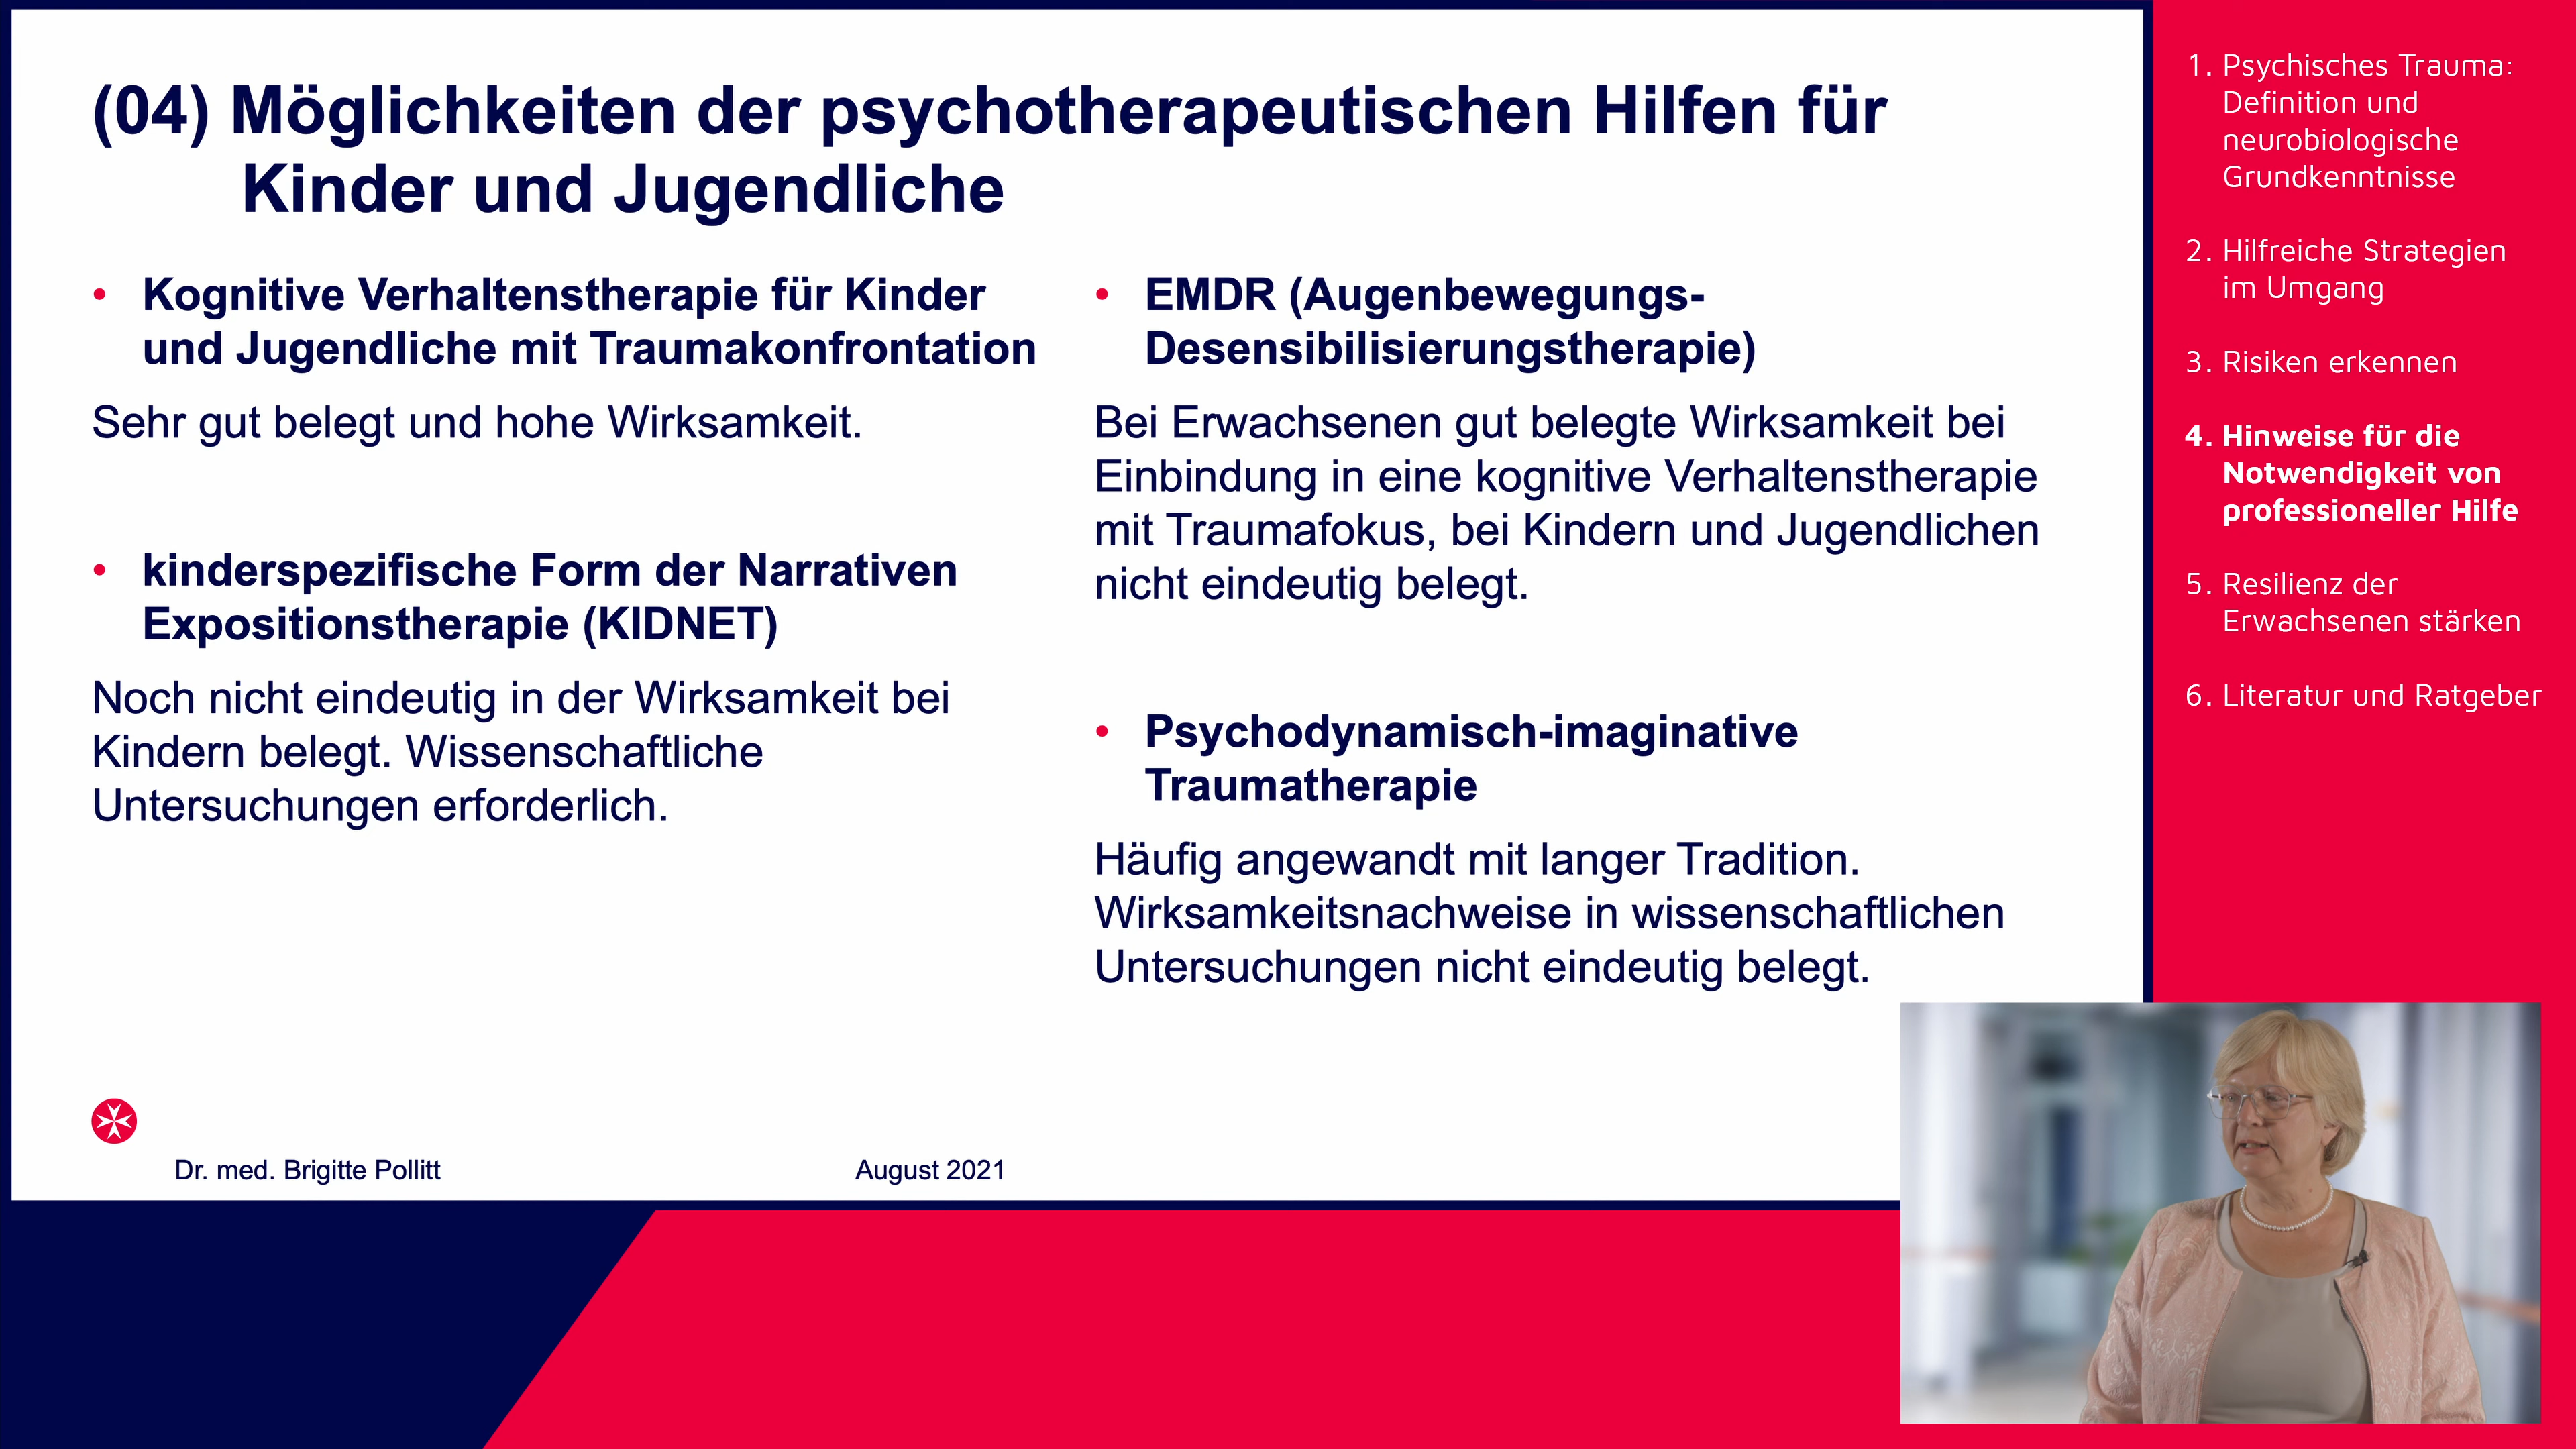 (04) Möglichkeiten der psychotherapeutischen Hilfen für
Kinder und Jugendliche
• Kognitive Verhaltenstherapie für Kinder
und Jugendliche mit Traumakonfrontation
Sehr gut belegt und hohe Wirksamkeit.
• kinderspezifische Form der Narrativen
Expositionstherapie (KIDNET)
Noch nicht eindeutig in der Wirksamkeit bei
Kindern belegt. Wissenschaftliche
Untersuchungen erforderlich.
• EMDR (Augenbewegungs-
Desensibilisierungstherapie)
Bei Erwachsenen gut belegte Wirksamkeit bei
Einbindung in eine kognitive Verhaltenstherapie
mit Traumafokus, bei Kindern und Jugendlichen
nicht eindeutig belegt.
• Psychodynamisch-imaginative
Traumatherapie
Häufig angewandt mit langer Tradition.
Wirksamkeitsnachweise in wissenschaftlichen
Untersuchungen nicht eindeutig belegt.
Dr. med. Brigitte Pollitt
August 2021
1. Psychisches Trauma:
Definition und
neurobiologische
Grundkenntnisse
2. Hilfreiche Strategien
im Umgang
3. Risiken erkennen
4. Hinweise für die
Notwendigkeit von
professioneller Hilfe
5. Resilienz der
Erwachsenen stärken
6. Literatur und Ratgeber